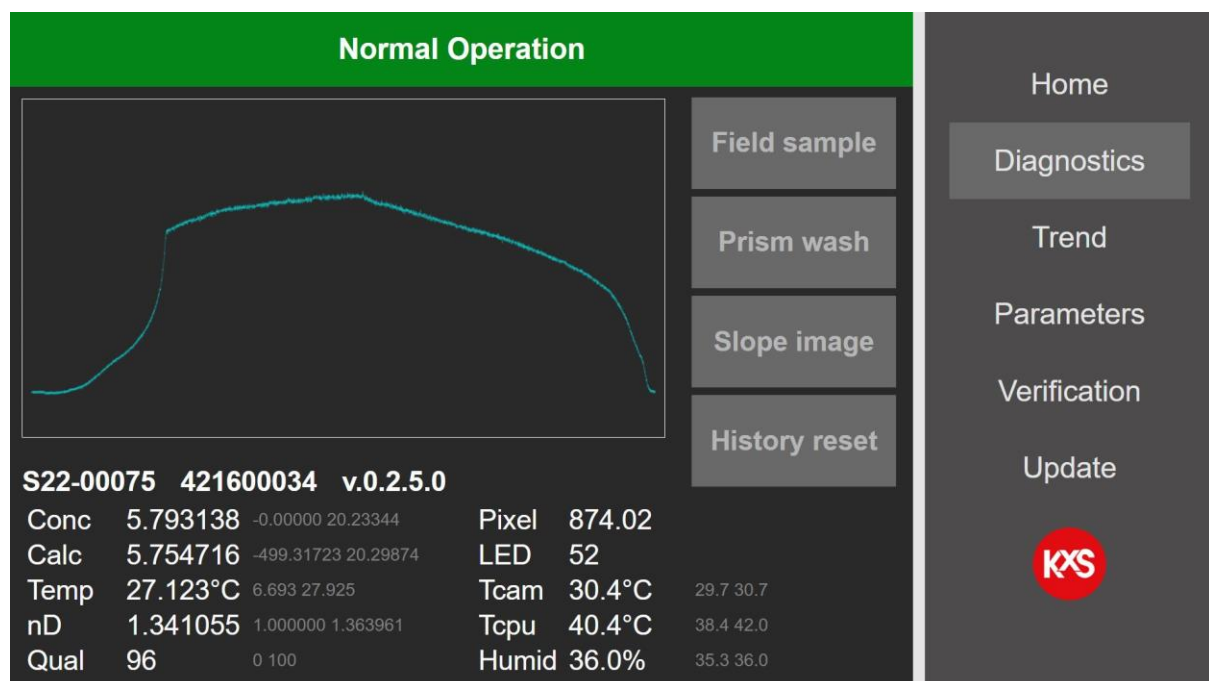 Normal Operation
Field sample
Prism wash
Slope image
History reset
S22-00075 421600034 v.0.2.5.0
Conc 5.793138 -0.00000 20.23344 Pixel 874.02
Calc 5.754716 -499.31723 20.29874 LED 52
Temp 27.123°C 6.693 27.925 Tcam 30.4°C 29.7 30.7
nD 1.341055 1.000000 1.363961 Tcpu 40.4°C 38.4 42.0
Qual 96 0 100 Humid 36.0% 35.3 36.0
Home
Diagnostics
Trend
Parameters
Verification
Update
KXS